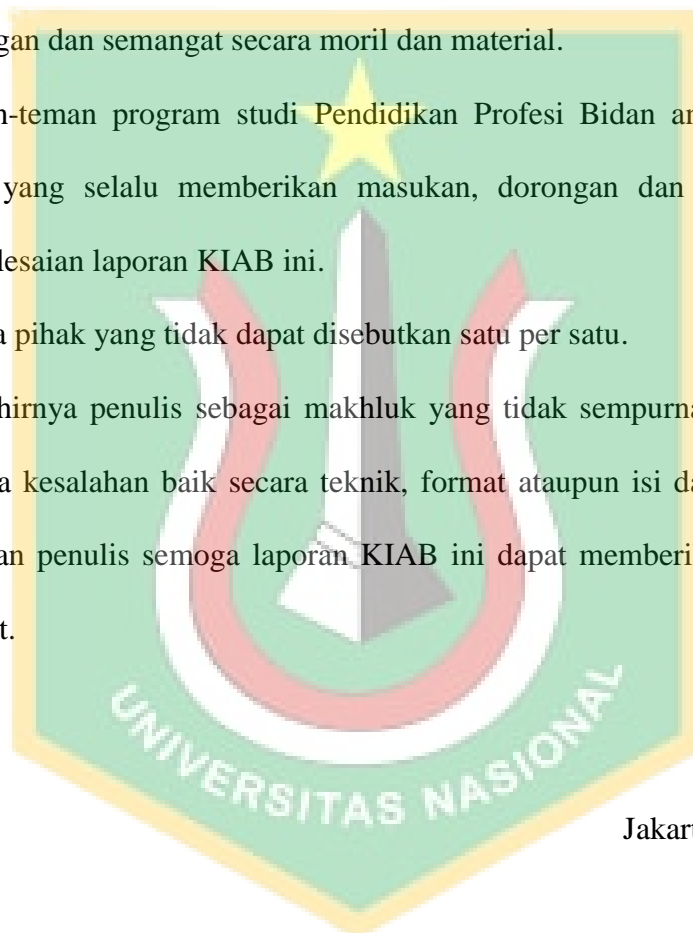 gan dan semangat secara moril dan material.
n-teman program studi Pendidikan Profesi Bidan an
yang selalu memberikan masukan, dorongan dan
lesaian laporan KIAB ini.
a pihak yang tidak dapat disebutkan satu per satu.
hirnya penulis sebagai makhluk yang tidak sempurna
a kesalahan baik secara teknik, format ataupun isi da
an penulis semoga laporan KIAB ini dapat memberi
t.
UNIVERSITAS NASIONAL
Jakart